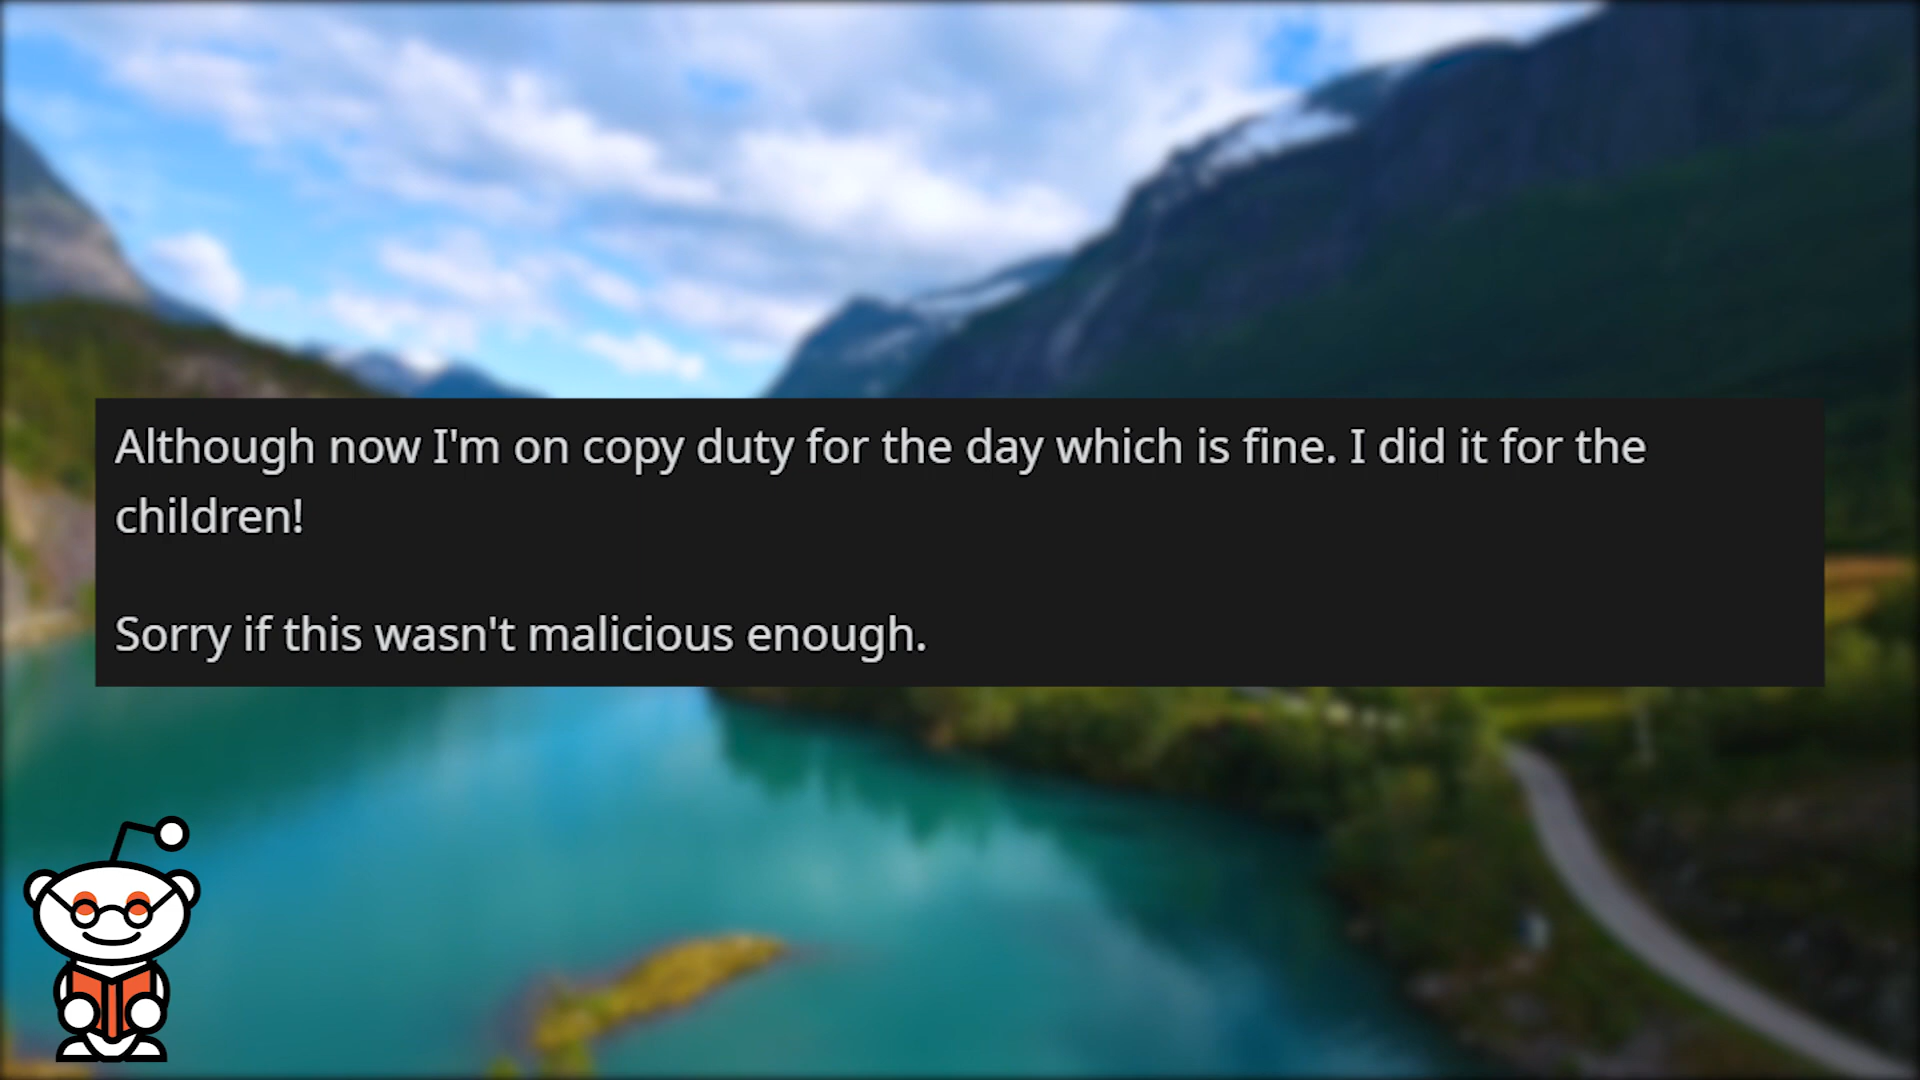 Although now I'm on copy duty for the day which is fine. I did it for the
children!
Sorry if this wasn't malicious enough.